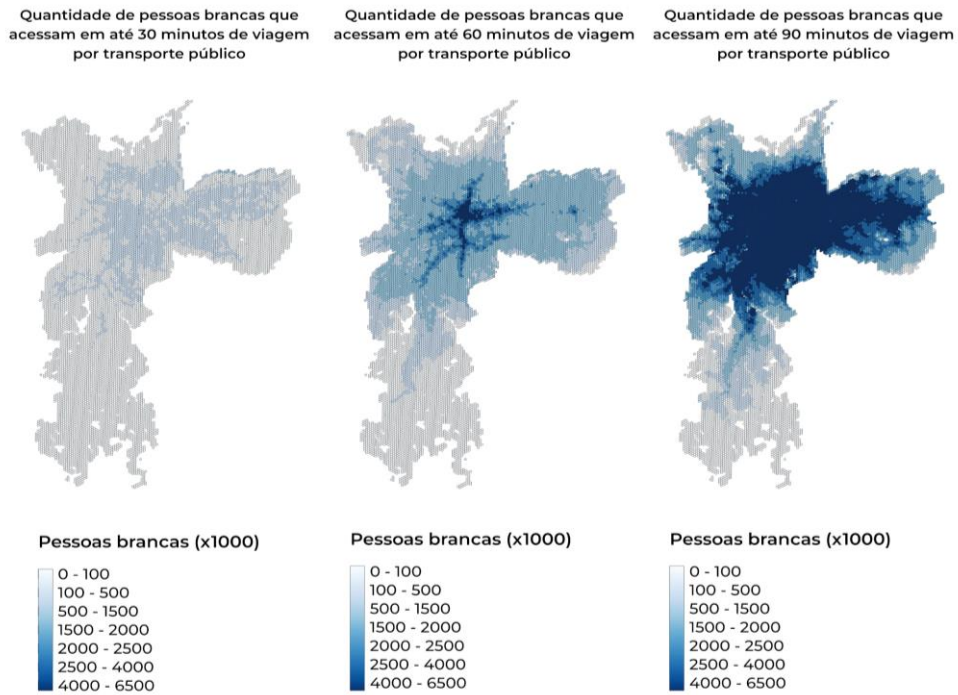 Quantidade de pessoas brancas que
acessam em até 30 minutos de viagem
por transporte público
Quantidade de pessoas brancas que
acessam em até 60 minutos de viagem
por transporte público
Quantidade de pessoas brancas que
acessam em até 90 minutos de viagem
por transporte público
Pessoas brancas (x1000)
0 - 100
100 - 500
500 - 1500
1500 - 2000
2000 - 2500
2500 - 4000
4000 - 6500
Pessoas brancas (x1000)
0 - 100
100 - 500
500 - 1500
1500 - 2000
2000 - 2500
2500 - 4000
4000 - 6500
Pessoas brancas (x1000)
0 - 100
100 - 500
500 - 1500
1500 - 2000
2000 - 2500
2500 - 4000
4000 - 6500